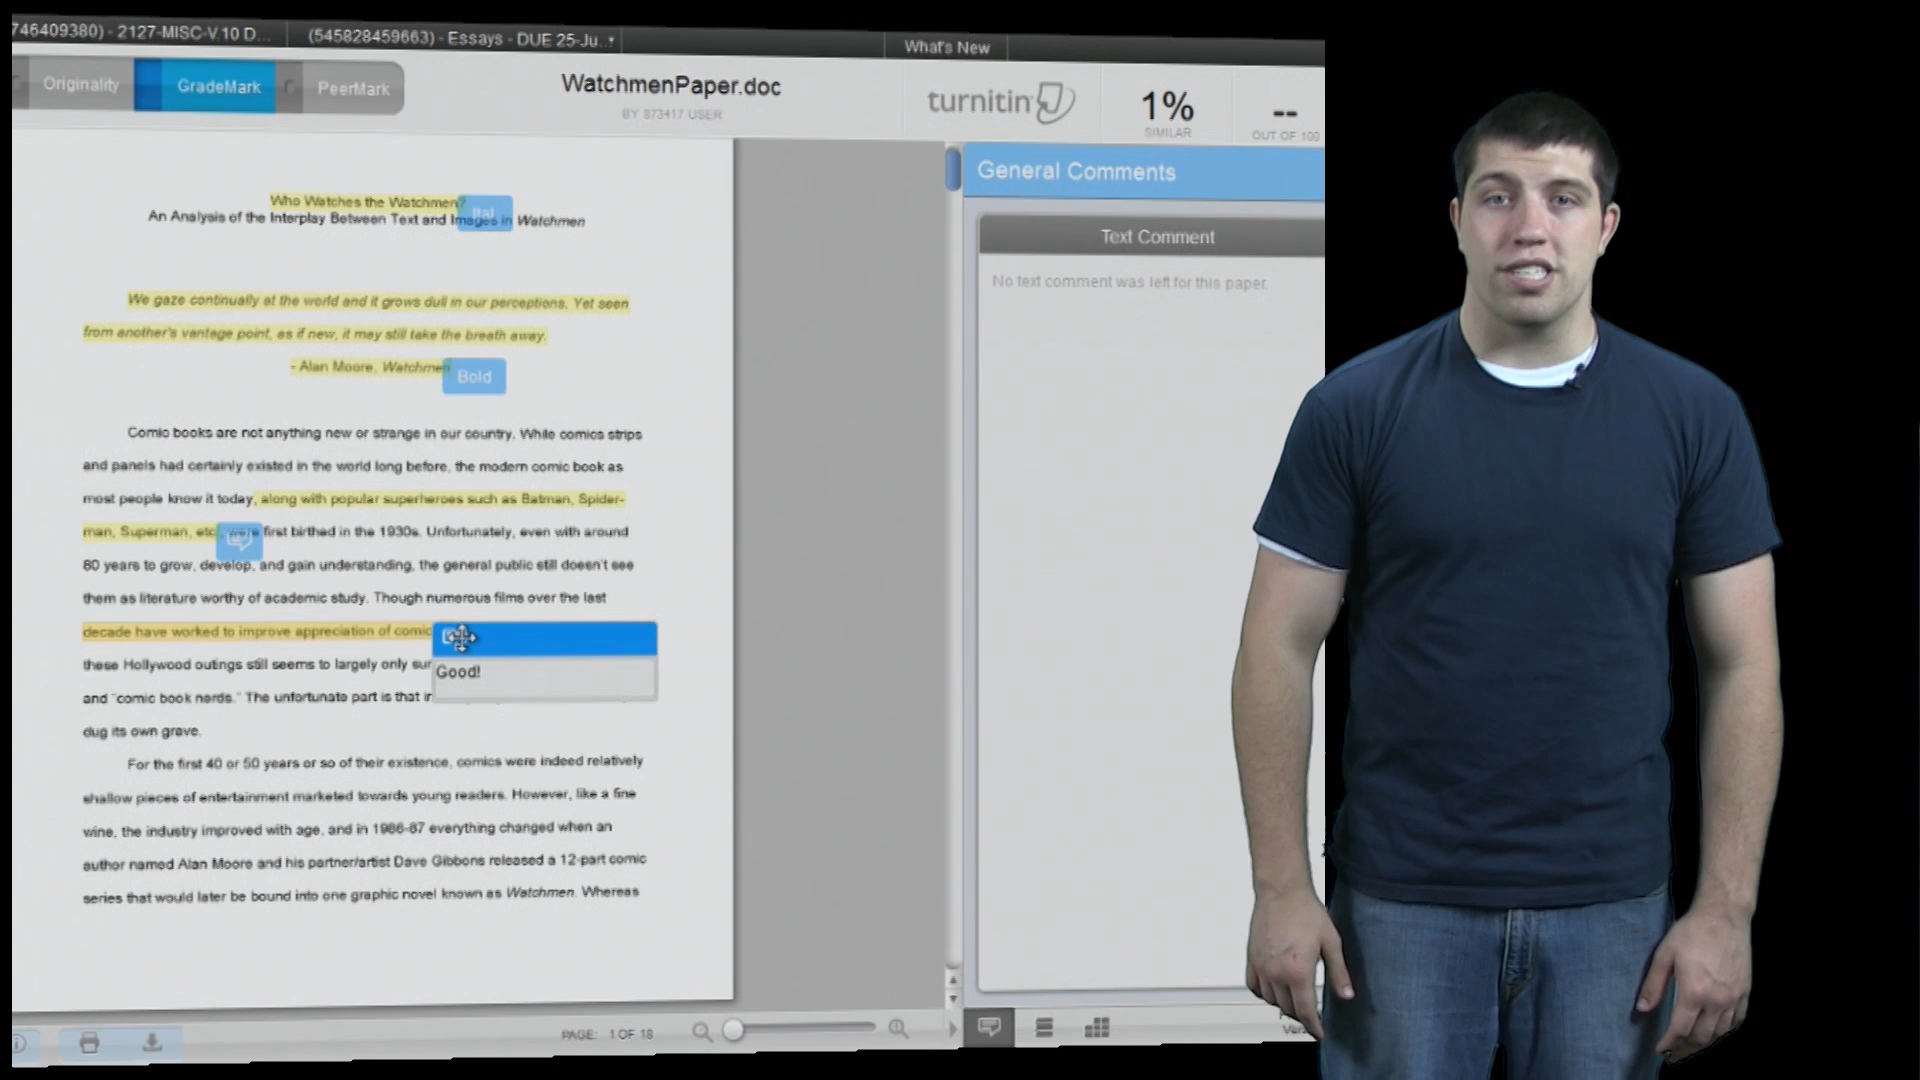 746409380) - 2127-MISC-V.10 D...
(545828459663) - Essays - DUE 25-Ju...
What's New
Originality
GradeMark
PeerMark
WatchmenPaper.doc
BY 873417 USER
turnitin
1%
SIMILAR
--
OUT OF 100
General Comments
Text Comment
No text comment was left for this paper.
Who Watches the Watchmen?
Ital
An Analysis of the Interplay Between Text and Images in Watchmen
We gaze continually at the world and it grows dull in our perceptions. Yet seen
from another's vantage point, as if new, it may still take the breath away.
- Alan Moore, Watchmen
Bold
Comic books are not anything new or strange in our country. While comics strips
and panels had certainly existed in the world long before, the modern comic book as
most people know it today, along with popular superheroes such as Batman, Spider-
man, Superman, etc., were first birthed in the 1930s. Unfortunately, even with around
80 years to grow, develop, and gain understanding, the general public still doesn't see
them as literature worthy of academic study. Though numerous films over the last
decade have worked to improve appreciation of comic
these Hollywood outings still seems to largely only sur
Good!
and "comic book nerds." The unfortunate part is that in
dug its own grave.
For the first 40 or 50 years or so of their existence, comics were indeed relatively
shallow pieces of entertainment marketed towards young readers. However, like a fine
wine, the industry improved with age, and in 1986-87 everything changed when an
author named Alan Moore and his partner/artist Dave Gibbons released a 12-part comic
series that would later be bound into one graphic novel known as Watchmen. Whereas
PAGE: 1 OF 18